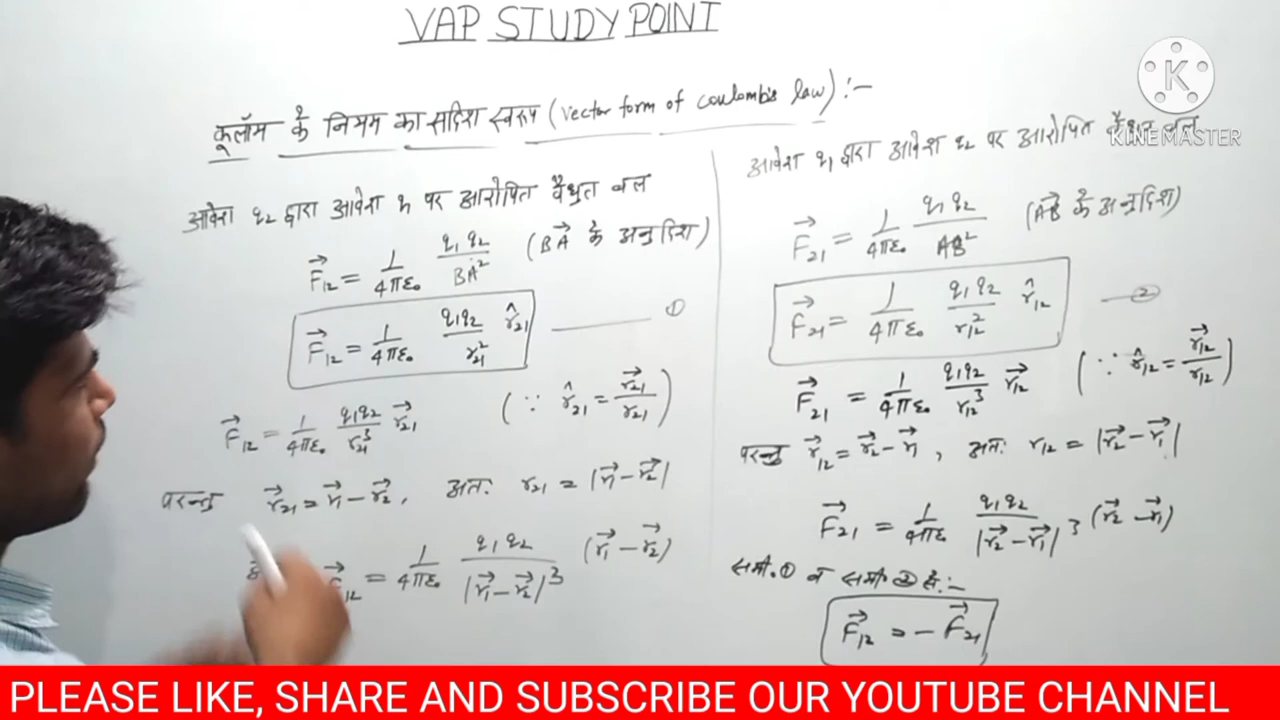 VAP STUDY POINT
K
KINEMASTER
कूलॉम के नियम का सदिश स्वरूप (Vector form of Coulomb's law) :-
आवेश q₂ द्वारा आवेश q₁ पर आरोपित वैधुत बल
F⃗₁₂ = 1/4πε₀ q₁q₂/BA² (BA⃗ के अनुदिश)
F⃗₁₂ = 1/4πε₀ q₁q₂/r₂₁² r̂₂₁ ——— ①
F⃗₁₂ = 1/4πε₀ q₁q₂/r₂₁³ r⃗₂₁ (∵ r̂₂₁ = r⃗₂₁/r₂₁)
परन्तु r⃗₂₁ = r⃗₁ - r⃗₂, अतः r₂₁ = |r⃗₁ - r⃗₂|
F⃗₁₂ = 1/4πε₀ q₁q₂/|r⃗₁ - r⃗₂|³ (r⃗₁ - r⃗₂)
आवेश q₁ द्वारा आवेश q₂ पर आरोपित वैधुत बल
F⃗₂₁ = 1/4πε₀ q₁q₂/AB² (AB⃗ के अनुदिश)
F⃗₂₁ = 1/4πε₀ q₁q₂/r₁₂² r̂₁₂ — ②
F⃗₂₁ = 1/4πε₀ q₁q₂/r₁₂³ r⃗₁₂ (∵ r̂₁₂ = r⃗₁₂/r₁₂)
परन्तु r⃗₁₂ = r⃗₂ - r⃗₁, अतः r₁₂ = |r⃗₂ - r⃗₁|
F⃗₂₁ = 1/4πε₀ q₁q₂/|r⃗₂ - r⃗₁|³ (r⃗₂ - r⃗₁)
समी.① व समी.② से:-
F⃗₁₂ = - F⃗₂₁
PLEASE LIKE, SHARE AND SUBSCRIBE OUR YOUTUBE CHANNEL